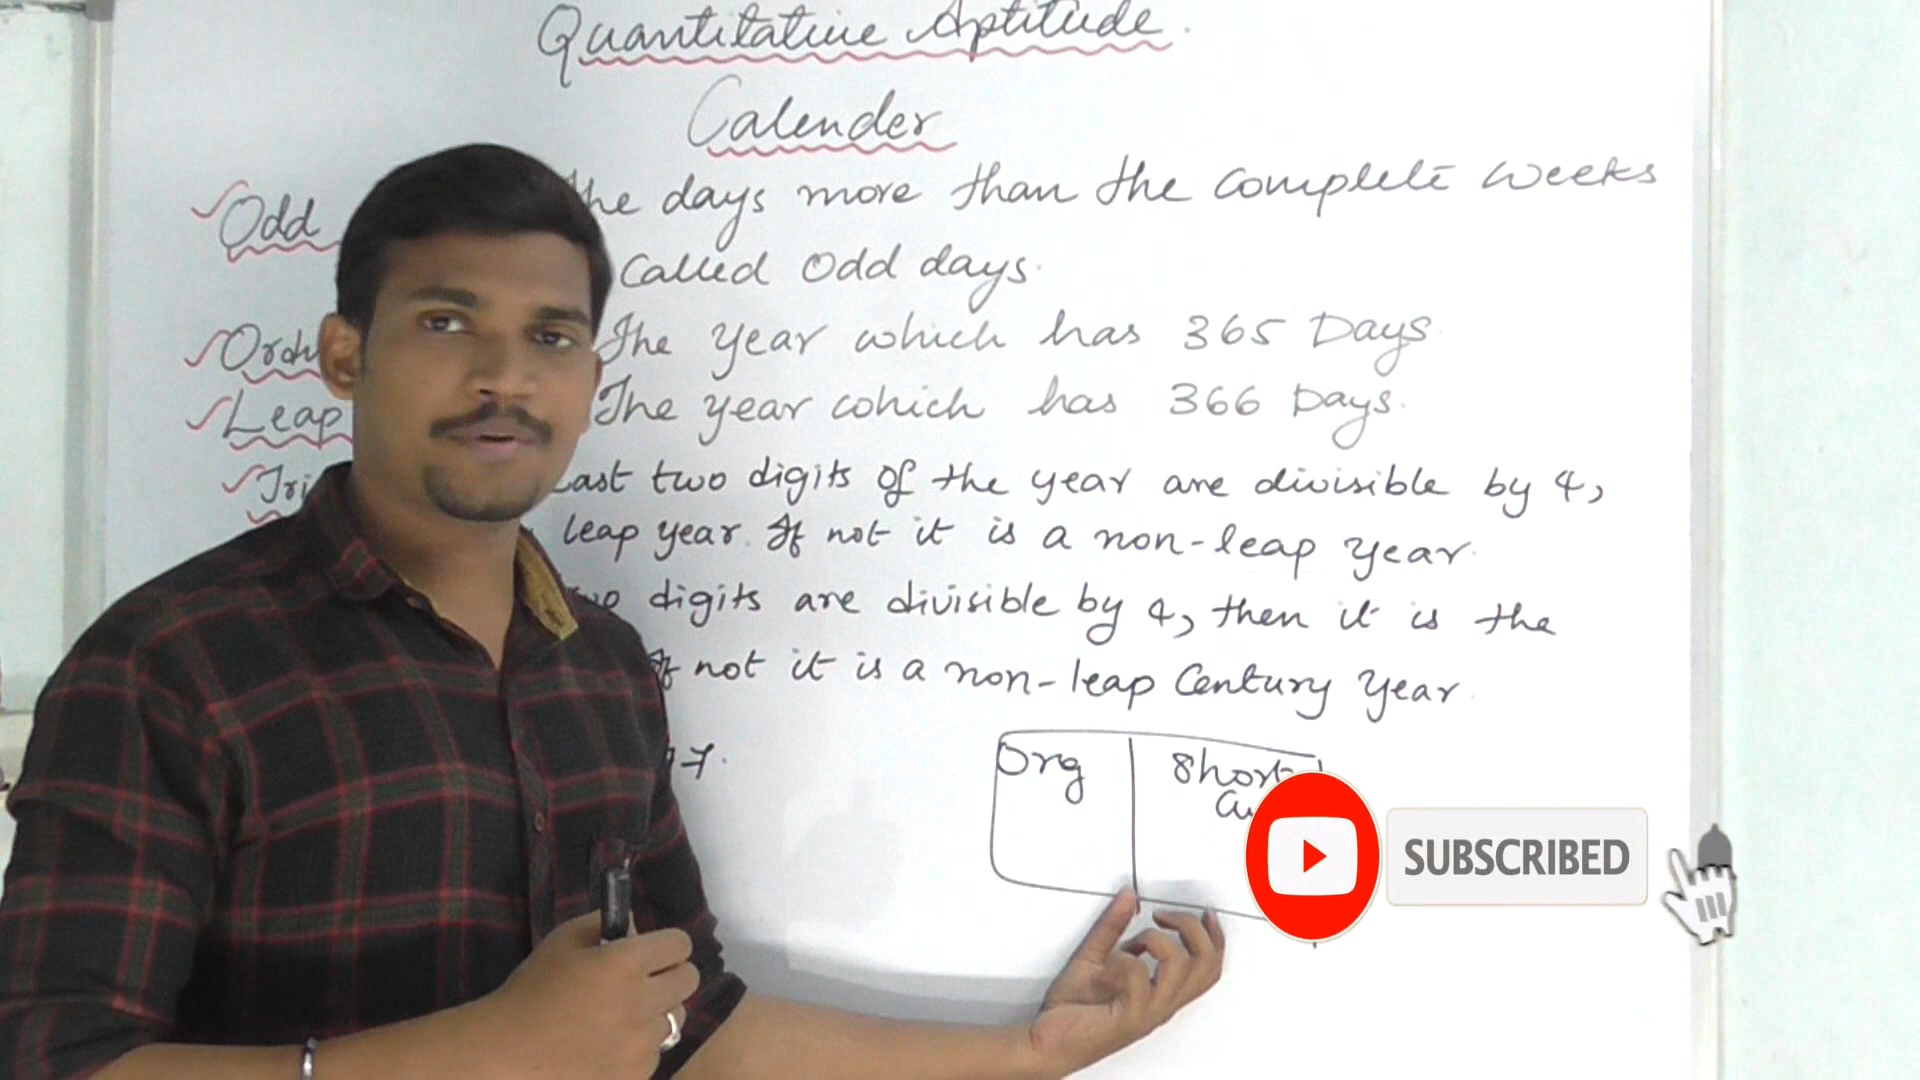 Quantitative Aptitude.
Calender
Odd the days more than the complete weeks
Called Odd days.
The Year which has 365 Days.
Leap The year which has 366 Days.
Last two digits of the year are divisible by 4,
leap year. If not it is a non-leap year.
digits are divisible by 4, then it is the
If not it is a non-leap Century year.
Org Short
SUBSCRIBED